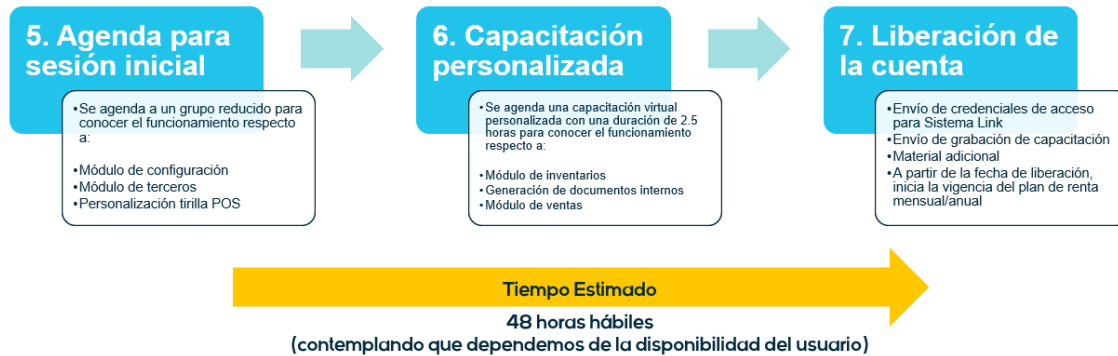 5. Agenda para
sesión inicial
•Se agenda a un grupo reducido para
conocer el funcionamiento respecto
a:
•Módulo de configuración
•Módulo de terceros
•Personalización tirilla POS
6. Capacitación
personalizada
•Se agenda una capacitación virtual
personalizada con una duración de 2.5
horas para conocer el funcionamiento
respecto a:
•Módulo de inventarios
•Generación de documentos internos
•Módulo de ventas
7. Liberación de
la cuenta
•Envío de credenciales de acceso
para Sistema Link
•Envío de grabación de capacitación
•Material adicional
•A partir de la fecha de liberación,
inicia la vigencia del plan de renta
mensual/anual
Tiempo Estimado
48 horas hábiles
(contemplando que dependemos de la disponibilidad del usuario)